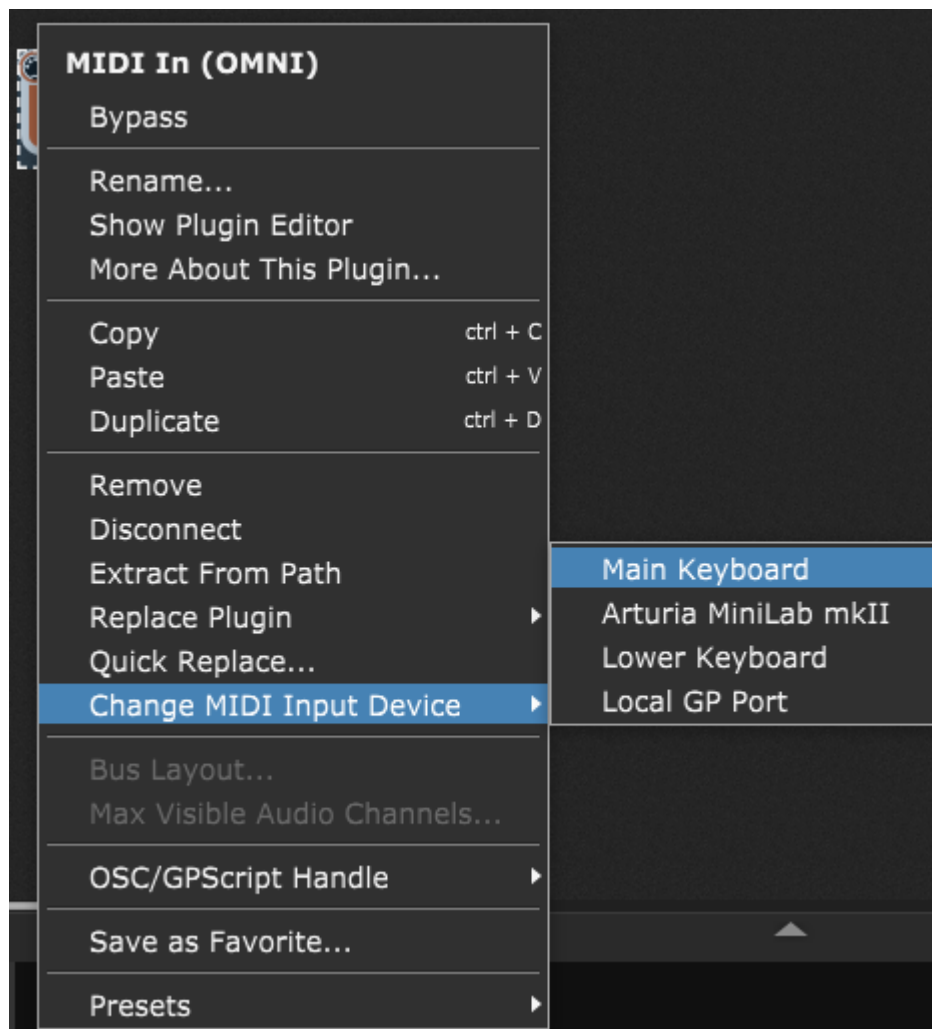 MIDI In (OMNI)
Bypass
Rename...
Show Plugin Editor
More About This Plugin...
Copy ctrl + C
Paste ctrl + V
Duplicate ctrl + D
Remove
Disconnect
Extract From Path
Replace Plugin
Quick Replace...
Change MIDI Input Device
Main Keyboard
Arturia MiniLab mkII
Lower Keyboard
Local GP Port
Bus Layout...
Max Visible Audio Channels...
OSC/GPScript Handle
Save as Favorite...
Presets